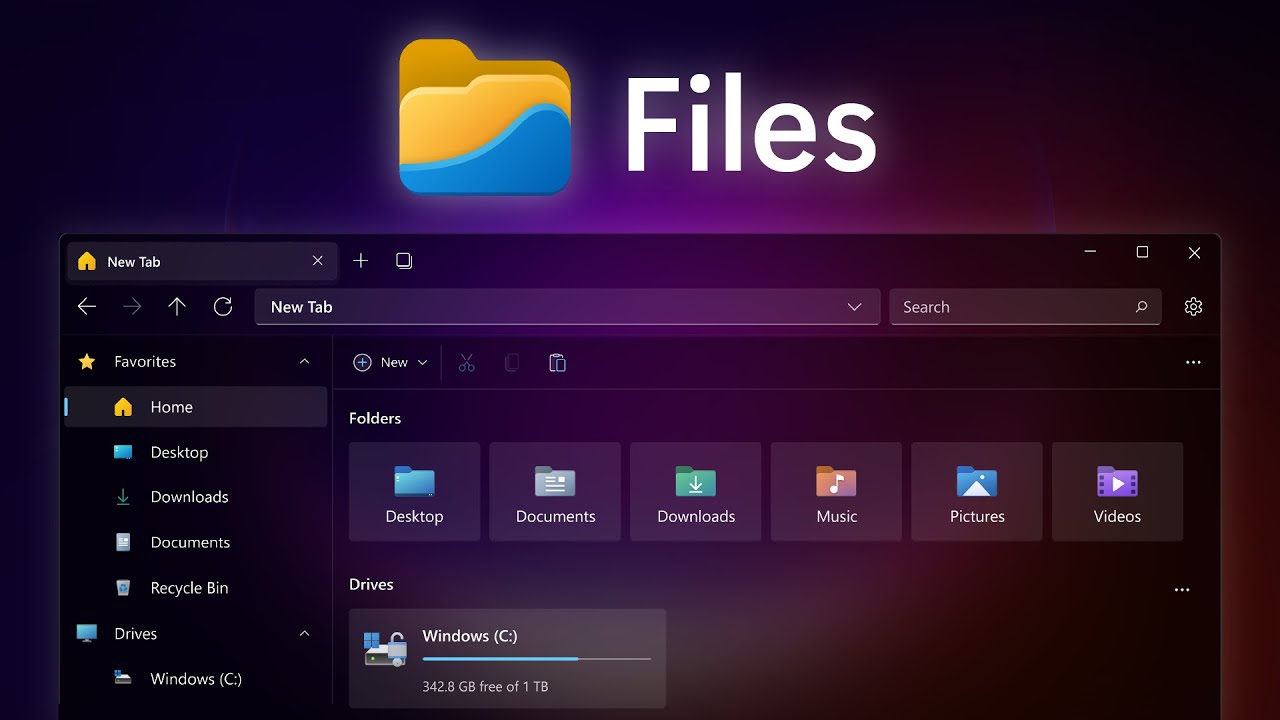 Files
New Tab
New Tab
Search
Favorites
Home
Desktop
Downloads
Documents
Recycle Bin
Drives
Windows (C:)
New
Folders
Desktop Documents Downloads Music Pictures Videos
Drives
Windows (C:)
342.8 GB free of 1 TB